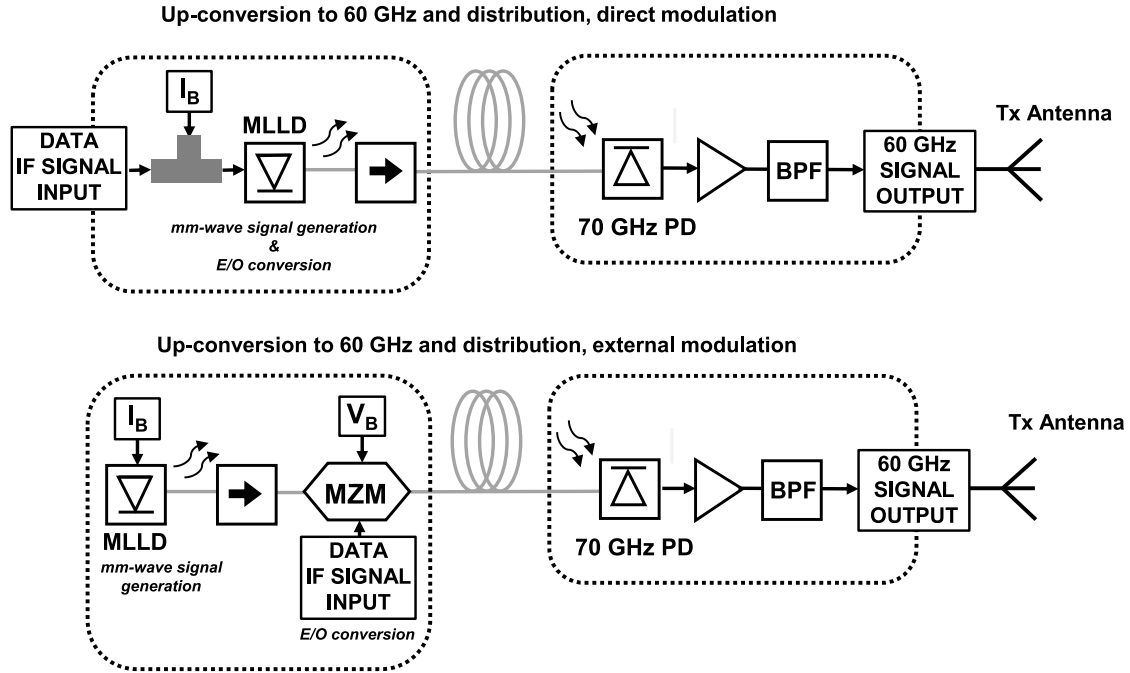 Up-conversion to 60 GHz and distribution, direct modulation
I_B
MLLD
DATA
IF SIGNAL
INPUT
mm-wave signal generation
&
E/O conversion
70 GHz PD
BPF
60 GHz
SIGNAL
OUTPUT
Tx Antenna
Up-conversion to 60 GHz and distribution, external modulation
I_B
MLLD
mm-wave signal
generation
V_B
MZM
DATA
IF SIGNAL
INPUT
E/O conversion
70 GHz PD
BPF
60 GHz
SIGNAL
OUTPUT
Tx Antenna